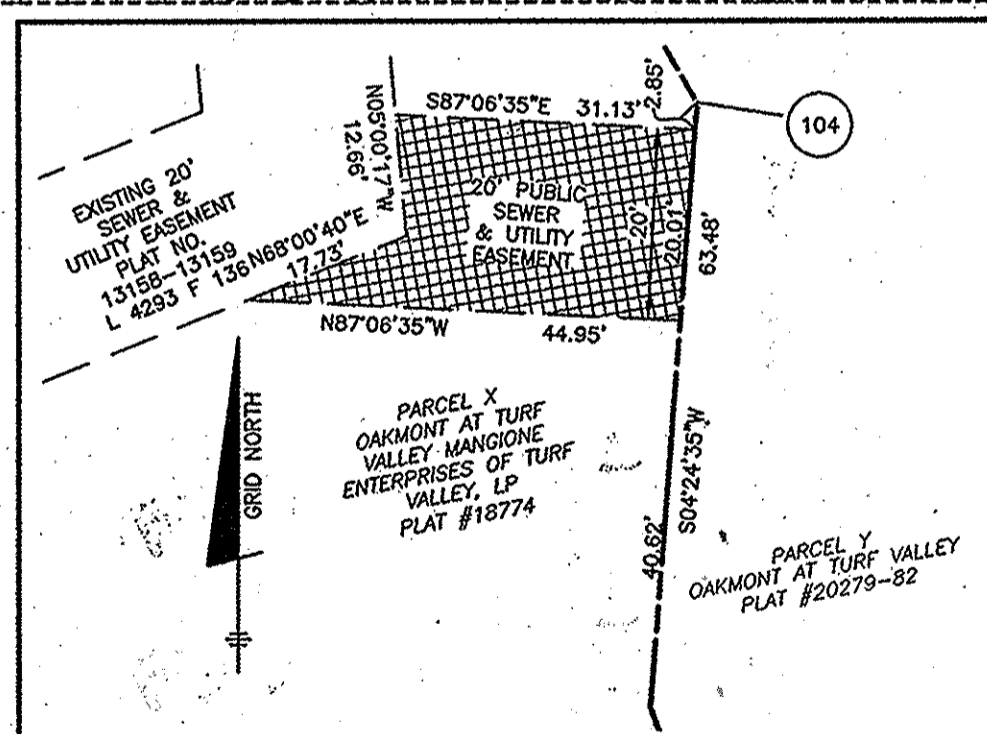 S87°06'35"E 31.13'
2.85'
104
N05°00'17"W
12.66'
EXISTING 20'
SEWER &
UTILITY EASEMENT
PLAT NO.
13158-13159
L 4293 F 136
N68°00'40"E
17.73'
20' PUBLIC
SEWER
& UTILITY
EASEMENT
20'
20.01'
63.48'
N87°06'35"W 44.95'
GRID NORTH
PARCEL X
OAKMONT AT TURF
VALLEY MANGIONE
ENTERPRISES OF TURF
VALLEY, LP
PLAT #18774
40.62'
S04°24'35"W
PARCEL Y
OAKMONT AT TURF VALLEY
PLAT #20279-82